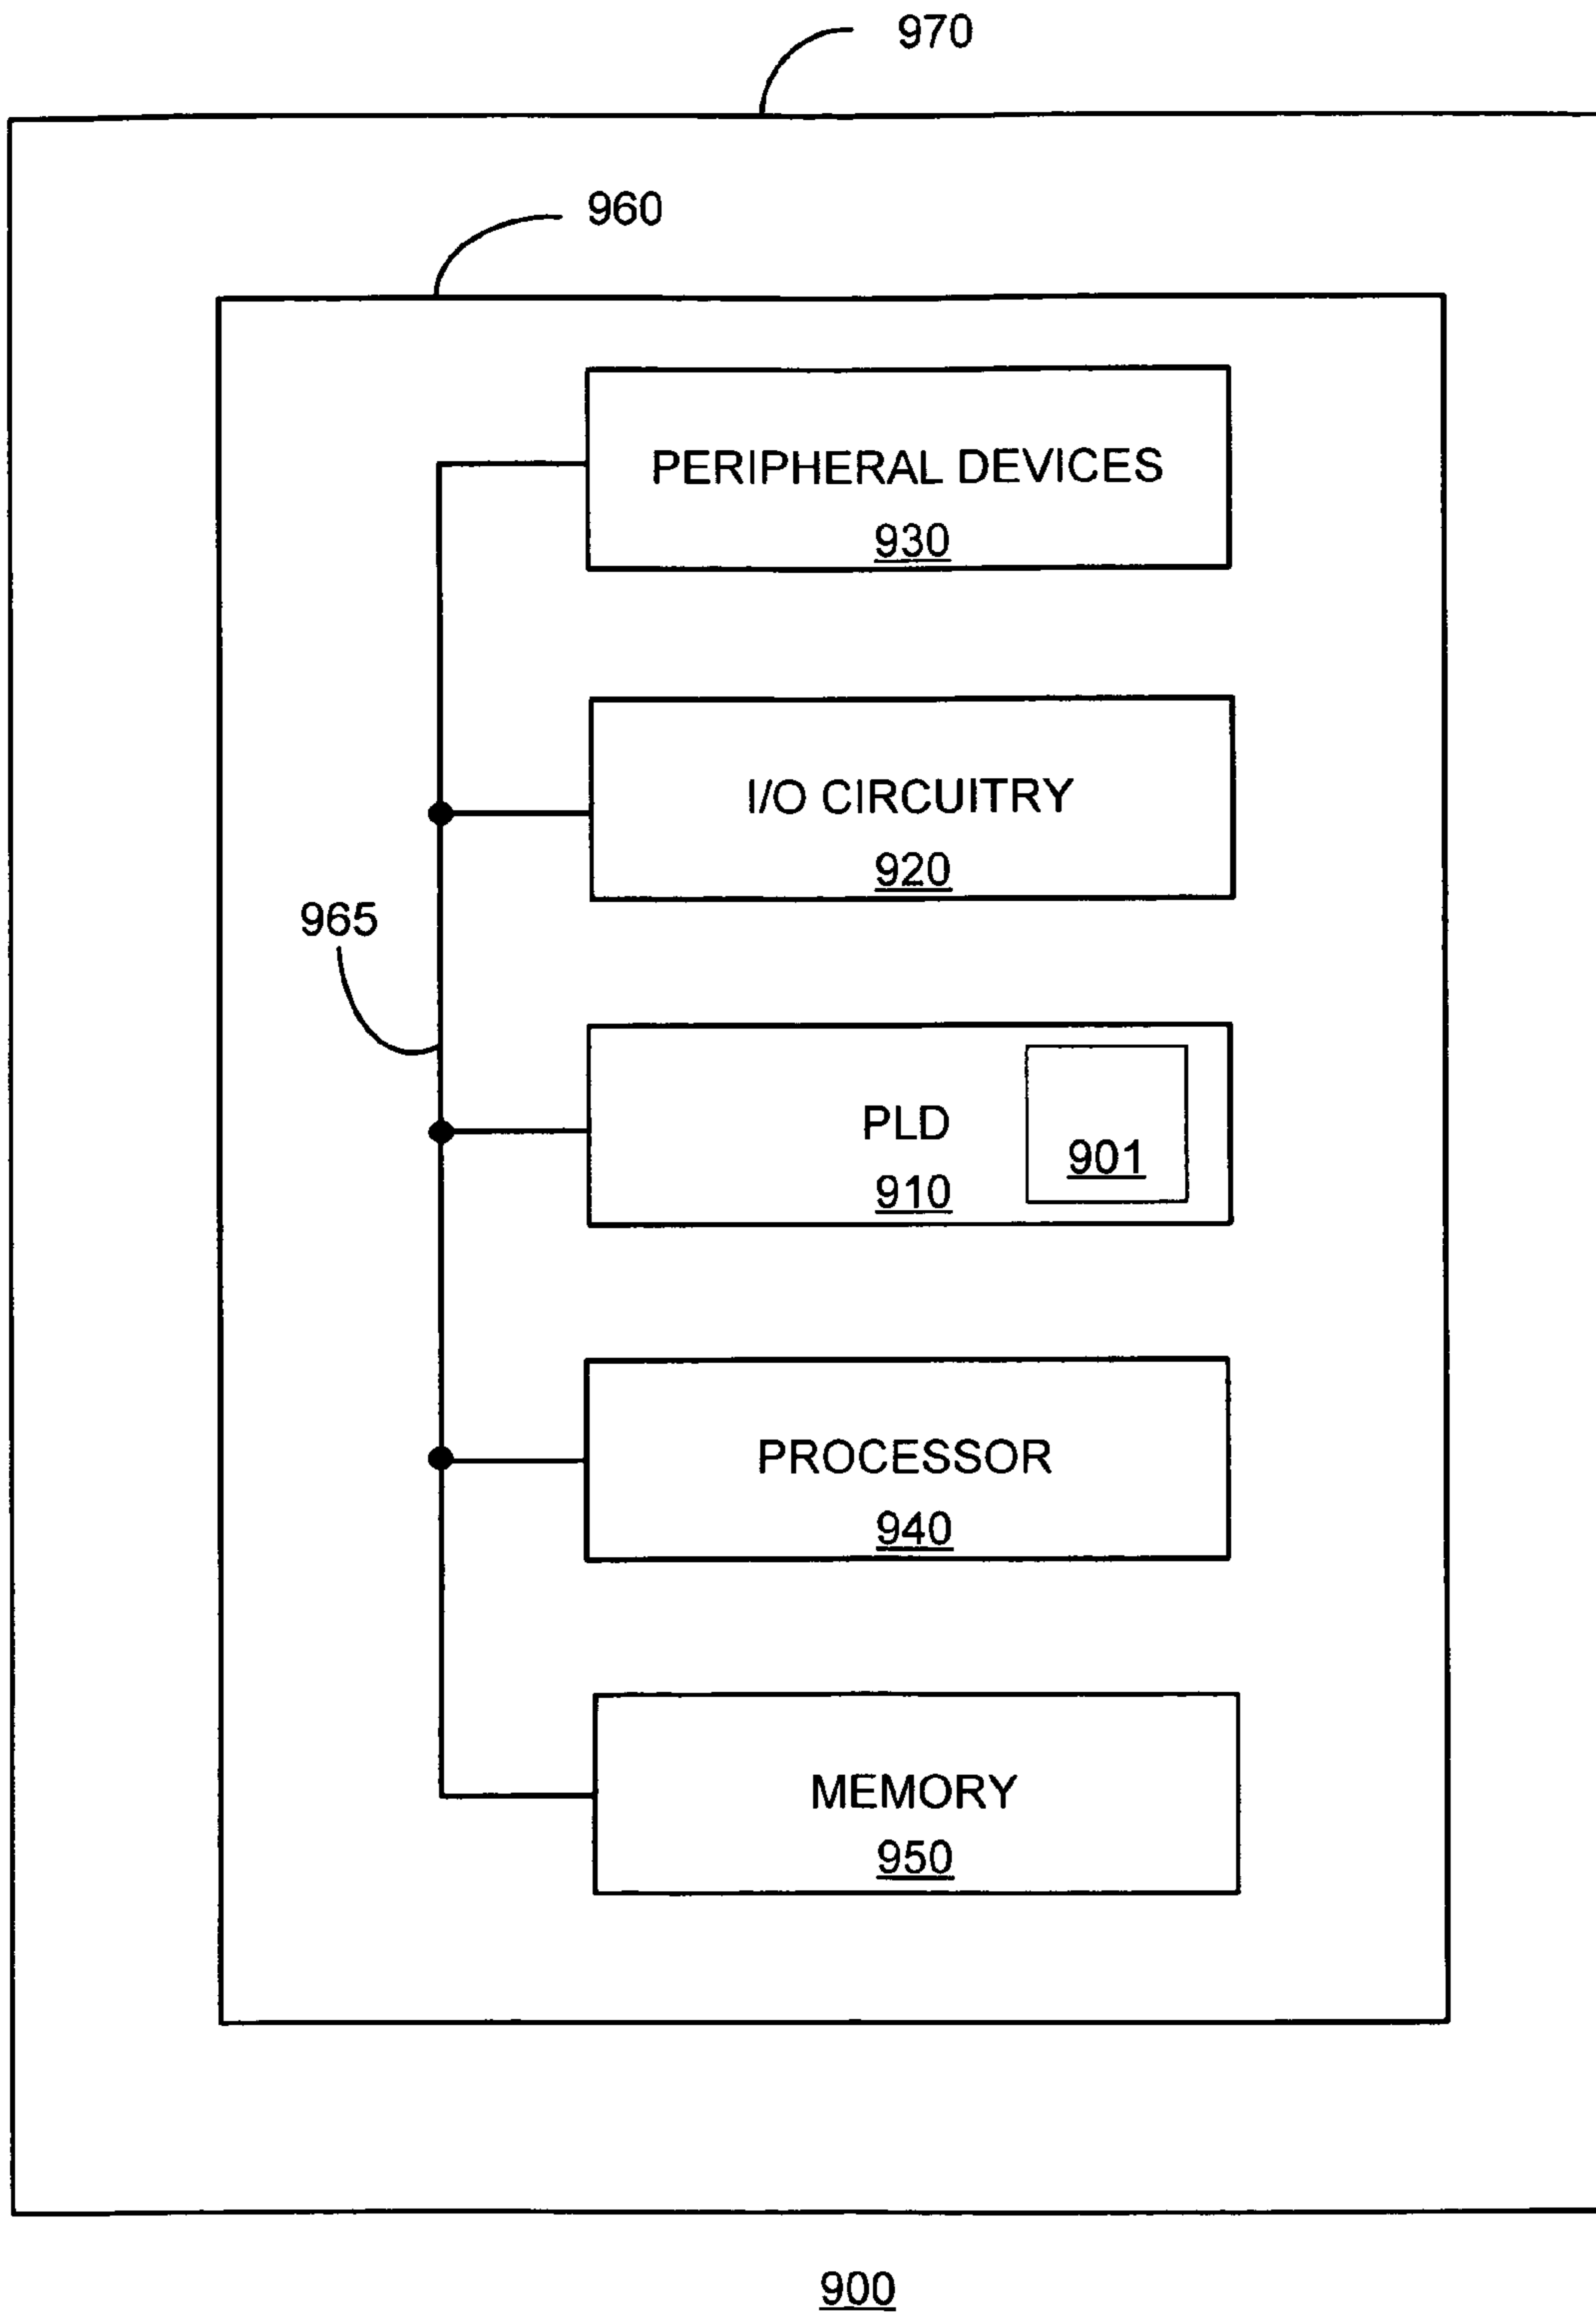 970
960
PERIPHERAL DEVICES
930
I/O CIRCUITRY
920
965
PLD
901
910
PROCESSOR
940
MEMORY
950
900